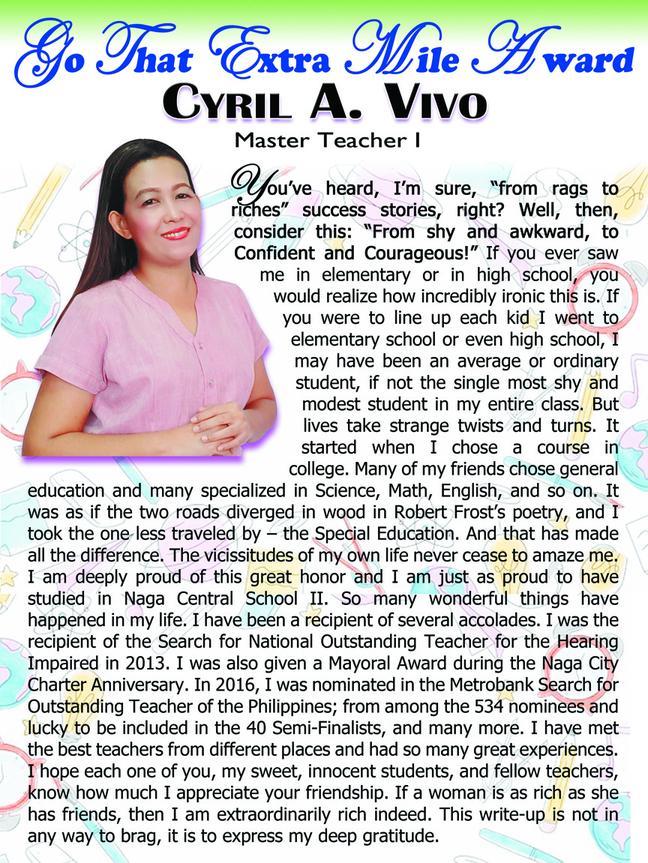 Go That Extra Mile Award
Cyril A. Vivo
Master Teacher I
You've heard, I'm sure, "from rags to
riches" success stories, right? Well, then,
consider this: "From shy and awkward, to
Confident and Courageous!" If you ever saw
me in elementary or in high school, you
would realize how incredibly ironic this is. If
you were to line up each kid I went to
elementary school or even high school, I
may have been an average or ordinary
student, if not the single most shy and
modest student in my entire class. But
lives take strange twists and turns. It
started when I chose a course in
college. Many of my friends chose general
education and many specialized in Science, Math, English, and so on. It
was as if the two roads diverged in wood in Robert Frost's poetry, and I
took the one less traveled by – the Special Education. And that has made
all the difference. The vicissitudes of my own life never cease to amaze me.
I am deeply proud of this great honor and I am just as proud to have
studied in Naga Central School II. So many wonderful things have
happened in my life. I have been a recipient of several accolades. I was the
recipient of the Search for National Outstanding Teacher for the Hearing
Impaired in 2013. I was also given a Mayoral Award during the Naga City
Charter Anniversary. In 2016, I was nominated in the Metrobank Search for
Outstanding Teacher of the Philippines; from among the 534 nominees and
lucky to be included in the 40 Semi-Finalists, and many more. I have met
the best teachers from different places and had so many great experiences.
I hope each one of you, my sweet, innocent students, and fellow teachers,
know how much I appreciate your friendship. If a woman is as rich as she
has friends, then I am extraordinarily rich indeed. This write-up is not in
any way to brag, it is to express my deep gratitude.